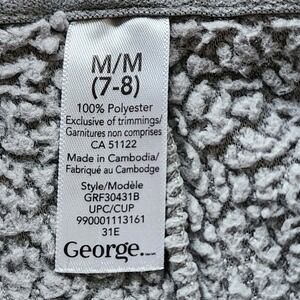 M/M
(7-8)
100% Polyester
Exclusive of trimmings/
Garnitures non comprises
CA 51122
Made in Cambodia/
Fabriqué au Cambodge
Style/Modèle
GRF30431B
UPC/CUP
990001113161
31E
George.